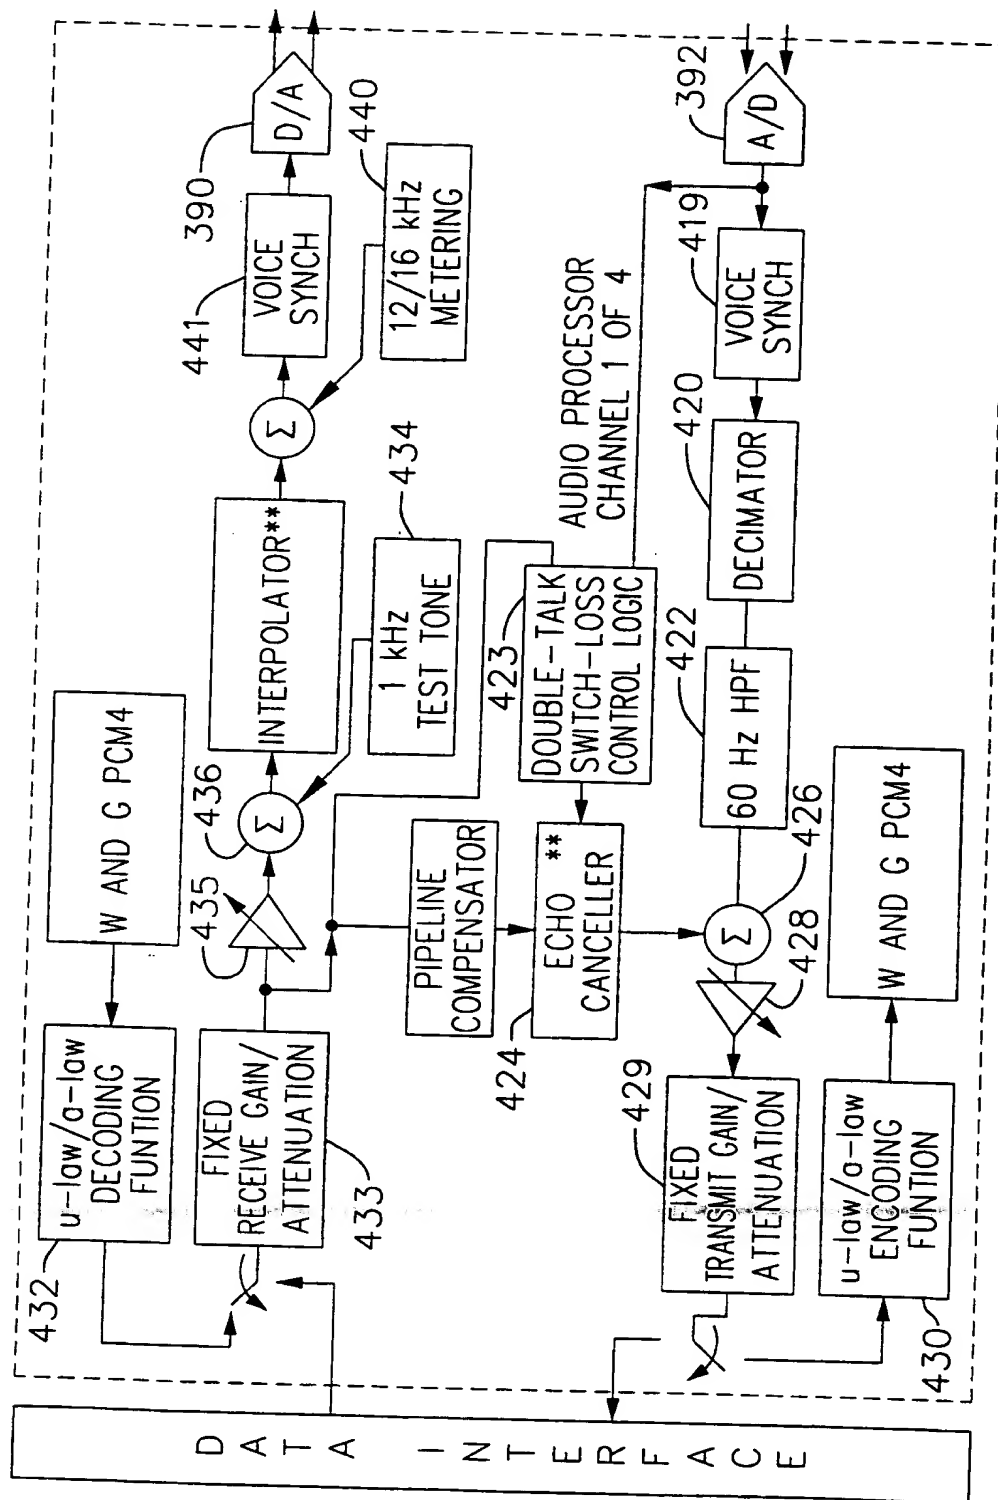 DATA INTERFACE
432
u-law/a-law
DECODING
FUNTION
W AND G PCM4
FIXED
RECEIVE GAIN/
ATTENUATION
433
435
436
Σ
INTERPOLATOR**
1 kHz
TEST TONE
434
Σ
441
VOICE
SYNCH
390
D/A
12/16 kHz
METERING
440
PIPELINE
COMPENSATOR
424
ECHO **
CANCELLER
423
DOUBLE-TALK
SWITCH-LOSS
CONTROL LOGIC
AUDIO PROCESSOR
CHANNEL 1 OF 4
429
FIXED
TRANSMIT GAIN/
ATTENUATION
428
Σ
426
60 Hz HPF
422
DECIMATOR
420
VOICE
SYNCH
419
A/D
392
430
u-law/a-law
ENCODING
FUNTION
W AND G PCM4